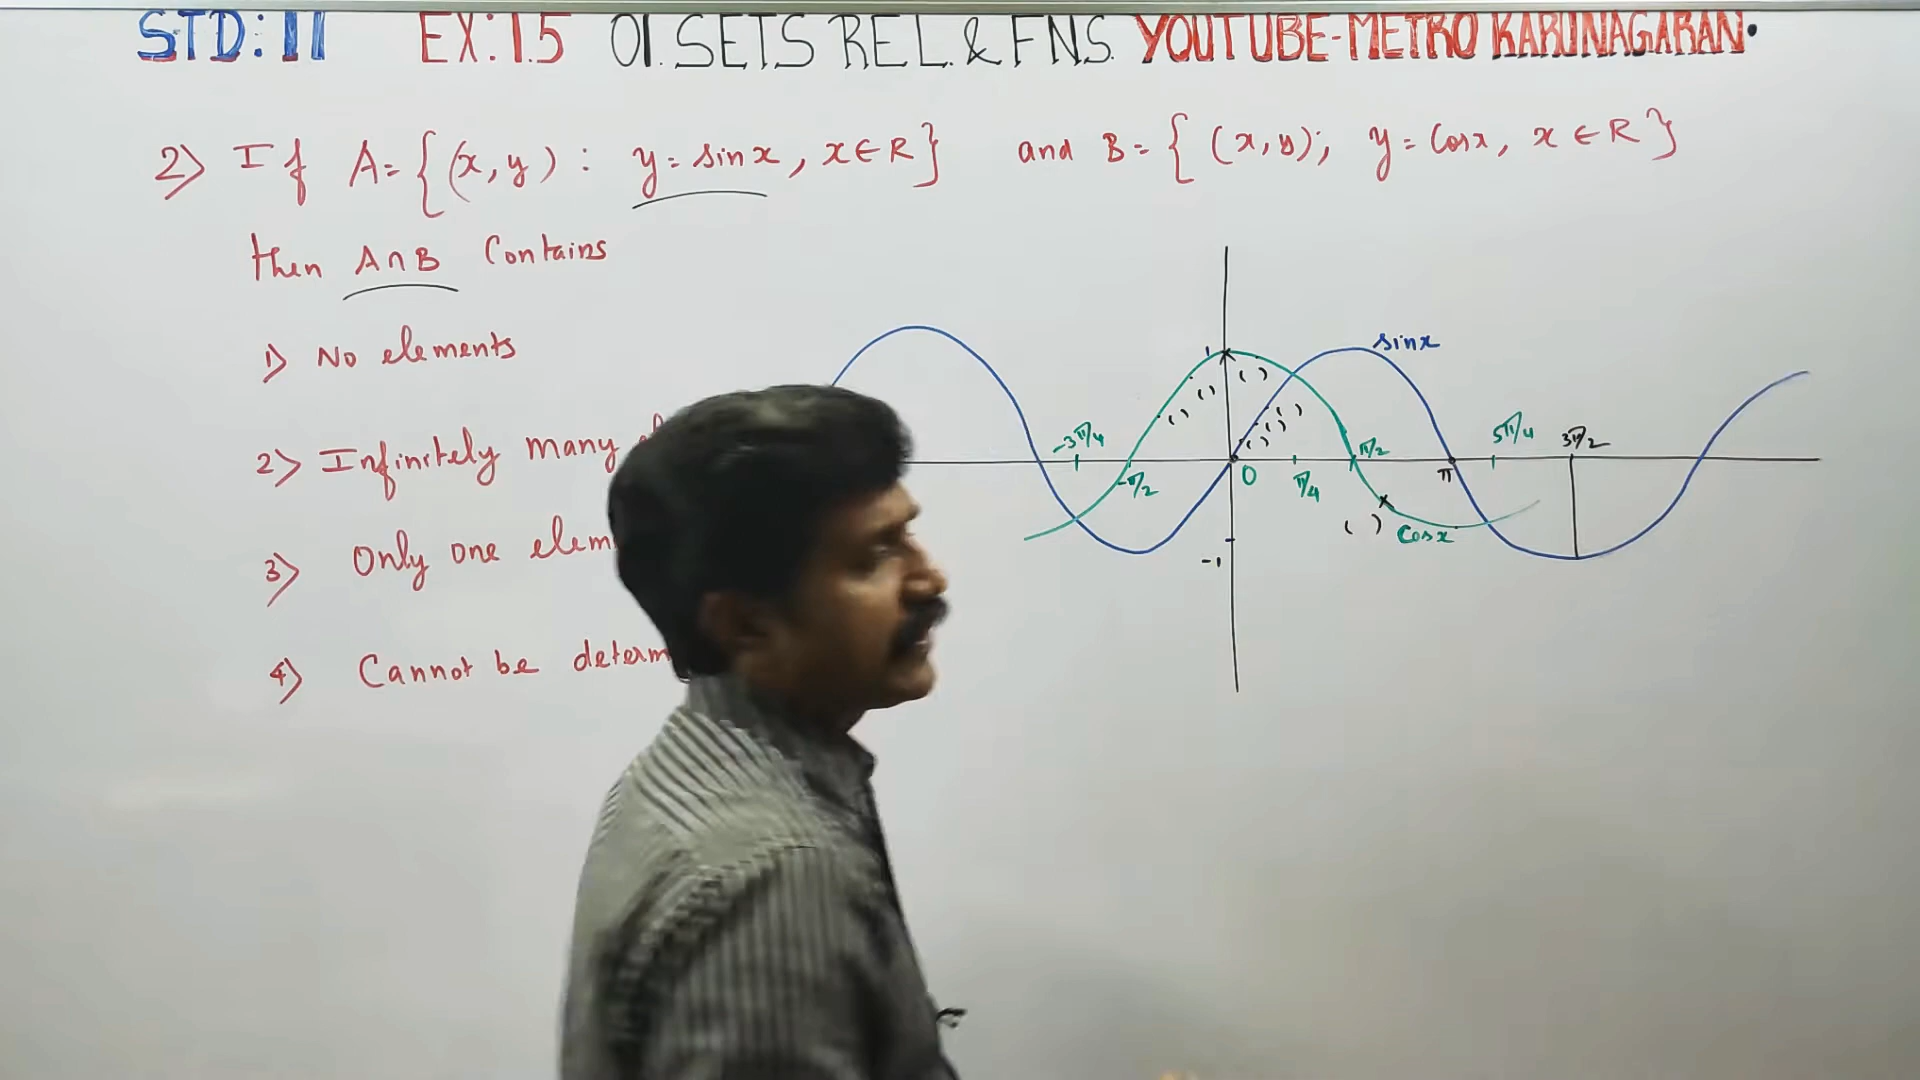 STD: 11 EX: 1.5 01. SETS REL. & FNS. YOUTUBE-METRO KARUNAGARAN.
2) If A = { (x, y) : y = sin x, x ∈ R } and B = { (x, y); y = Cos x, x ∈ R }
then A ∩ B Contains
1) No elements
2) Infinitely many
3) Only one
4) Cannot be
1
sin x
-3π/4
-π/2
0
π/4
π/2
π
5π/4
3π/2
Cos x
-1